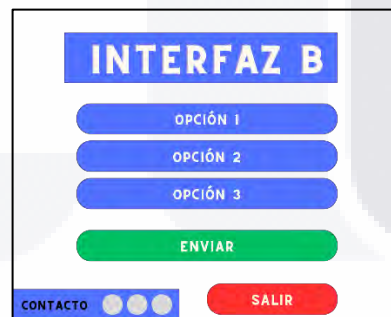 INTERFAZ B
OPCIÓN 1
OPCIÓN 2
OPCIÓN 3
ENVIAR
CONTACTO
SALIR